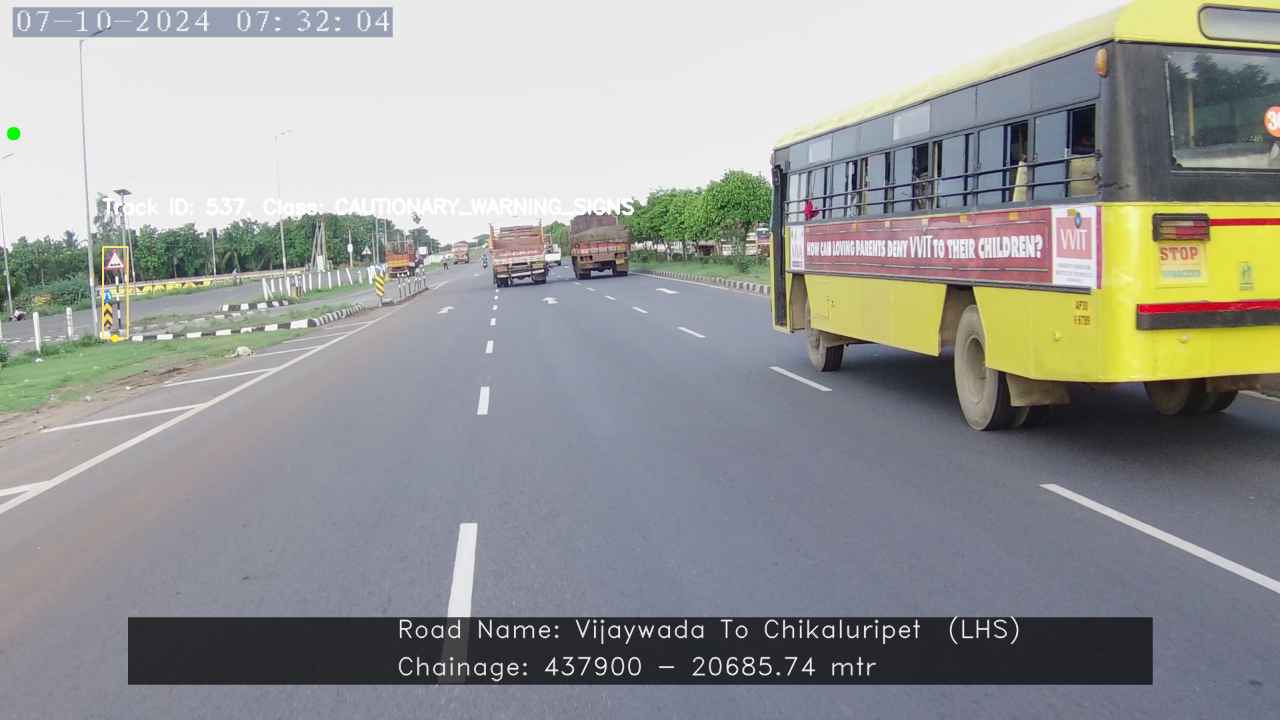 07-10-2024 07:32:04
Track ID: 537, Class: CAUTIONARY_WARNING_SIGNS
HOW CAN LOVING PARENTS DENY VVIT TO THEIR CHILDREN?
VVIT
STOP
Road Name: Vijaywada To Chikaluripet (LHS)
Chainage: 437900 - 20685.74 mtr